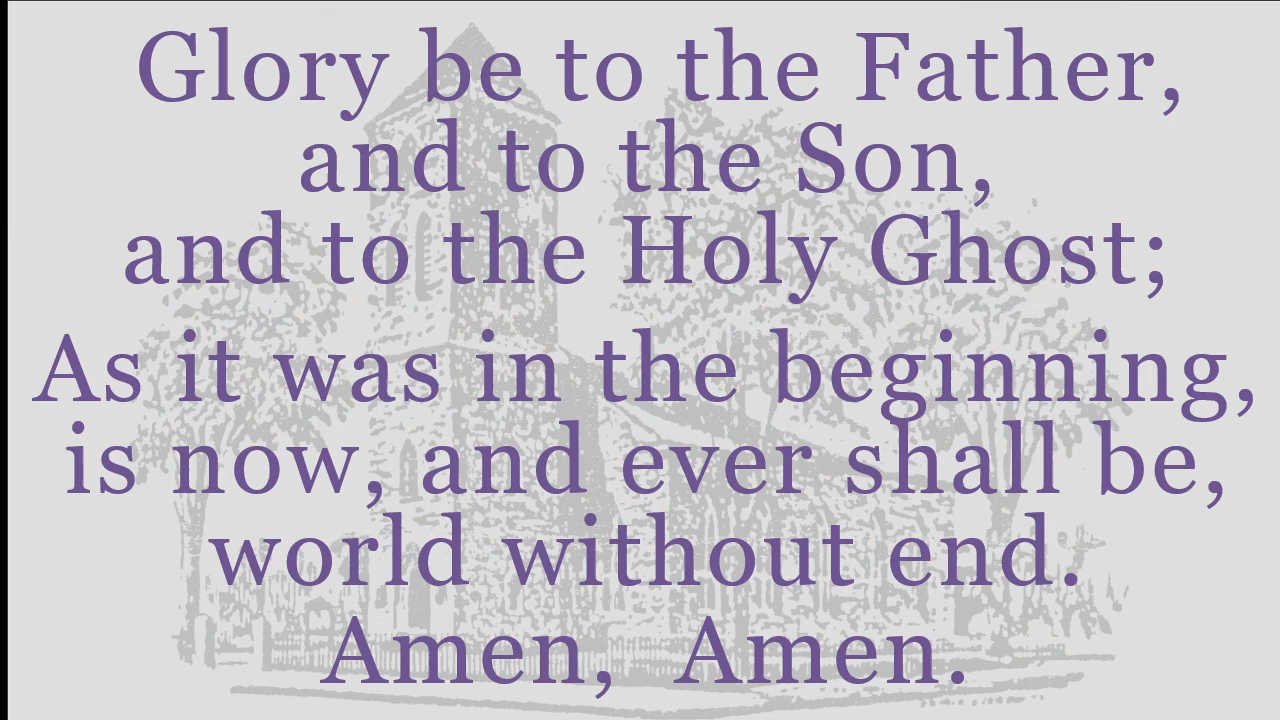 Glory be to the Father,
and to the Son,
and to the Holy Ghost;
As it was in the beginning,
is now, and ever shall be,
world without end.
Amen, Amen.